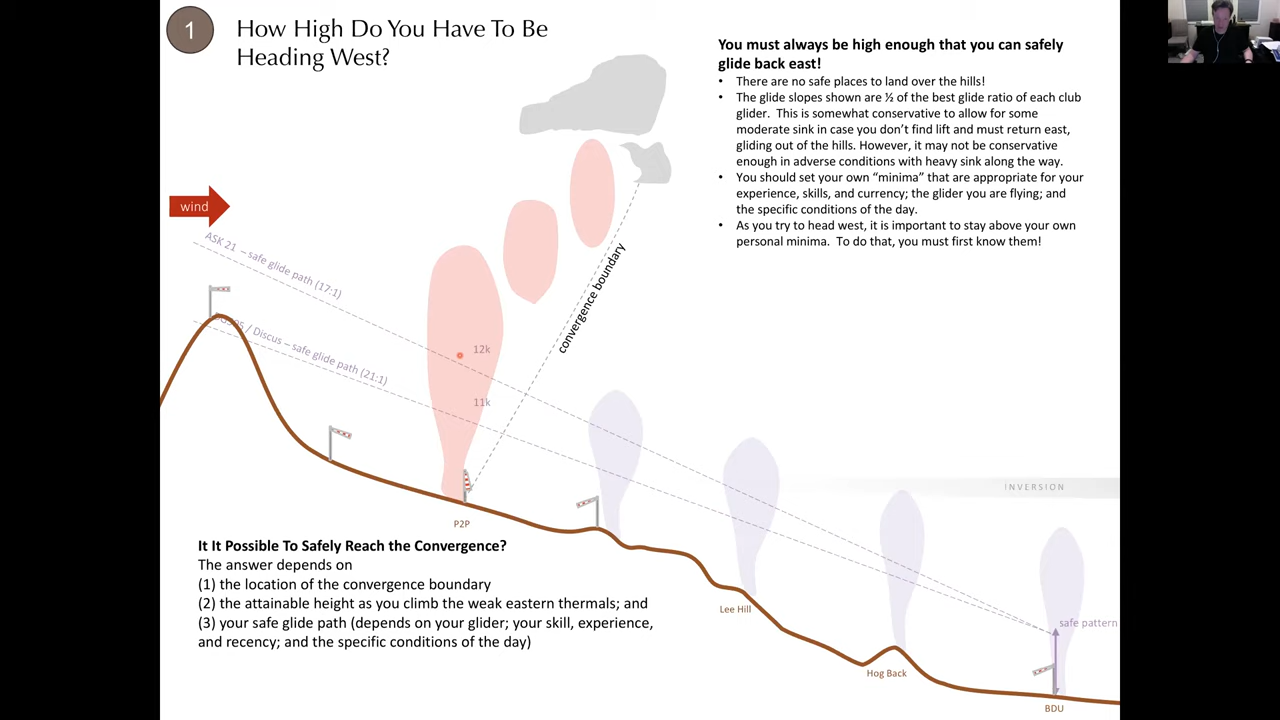 1
How High Do You Have To Be
Heading West?
You must always be high enough that you can safely
glide back east!
• There are no safe places to land over the hills!
• The glide slopes shown are ½ of the best glide ratio of each club
glider. This is somewhat conservative to allow for some
moderate sink in case you don't find lift and must return east,
gliding out of the hills. However, it may not be conservative
enough in adverse conditions with heavy sink along the way.
• You should set your own “minima” that are appropriate for your
experience, skills, and currency; the glider you are flying; and
the specific conditions of the day.
• As you try to head west, it is important to stay above your own
personal minima. To do that, you must first know them!
wind
ASK 21 – safe glide path (17:1)
/ Discus – safe glide path (21:1)
convergence boundary
12k
11k
INVERSION
P2P
Lee Hill
Hog Back
safe pattern
BDU
It It Possible To Safely Reach the Convergence?
The answer depends on
(1) the location of the convergence boundary
(2) the attainable height as you climb the weak eastern thermals; and
(3) your safe glide path (depends on your glider; your skill, experience,
and recency; and the specific conditions of the day)